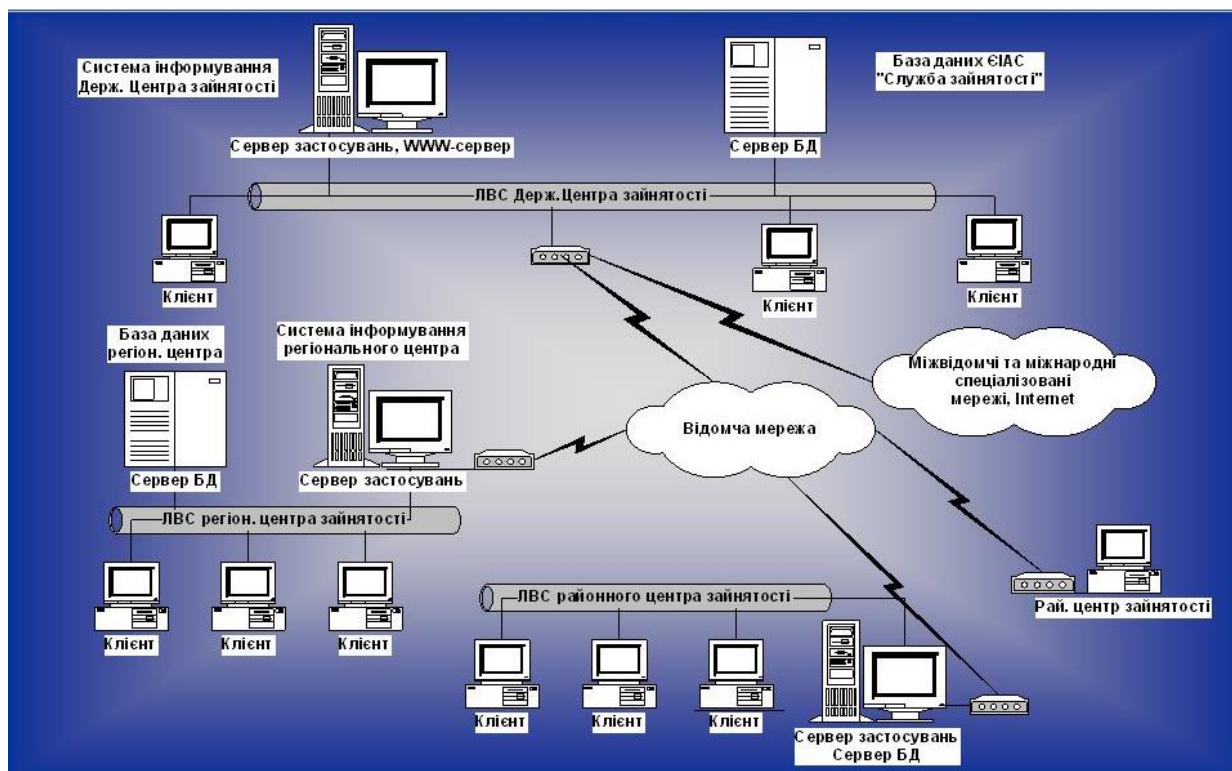 Система інформування
Держ. Центра зайнятості
База даних ЄІАС
"Служба зайнятості"
Сервер застосувань, WWW-сервер
Сервер БД
ЛВС Держ.Центра зайнятості
Клієнт
Клієнт
Клієнт
База даних
регіон. центра
Система інформування
регіонального центра
Міжвідомчі та міжнародні
спеціалізовані
мережі, Internet
Відомча мережа
Сервер БД
Сервер застосувань
ЛВС регіон. центра зайнятості
Клієнт
Клієнт
Клієнт
ЛВС районного центра зайнятості
Рай. центр зайнятості
Клієнт
Клієнт
Клієнт
Сервер застосувань
Сервер БД